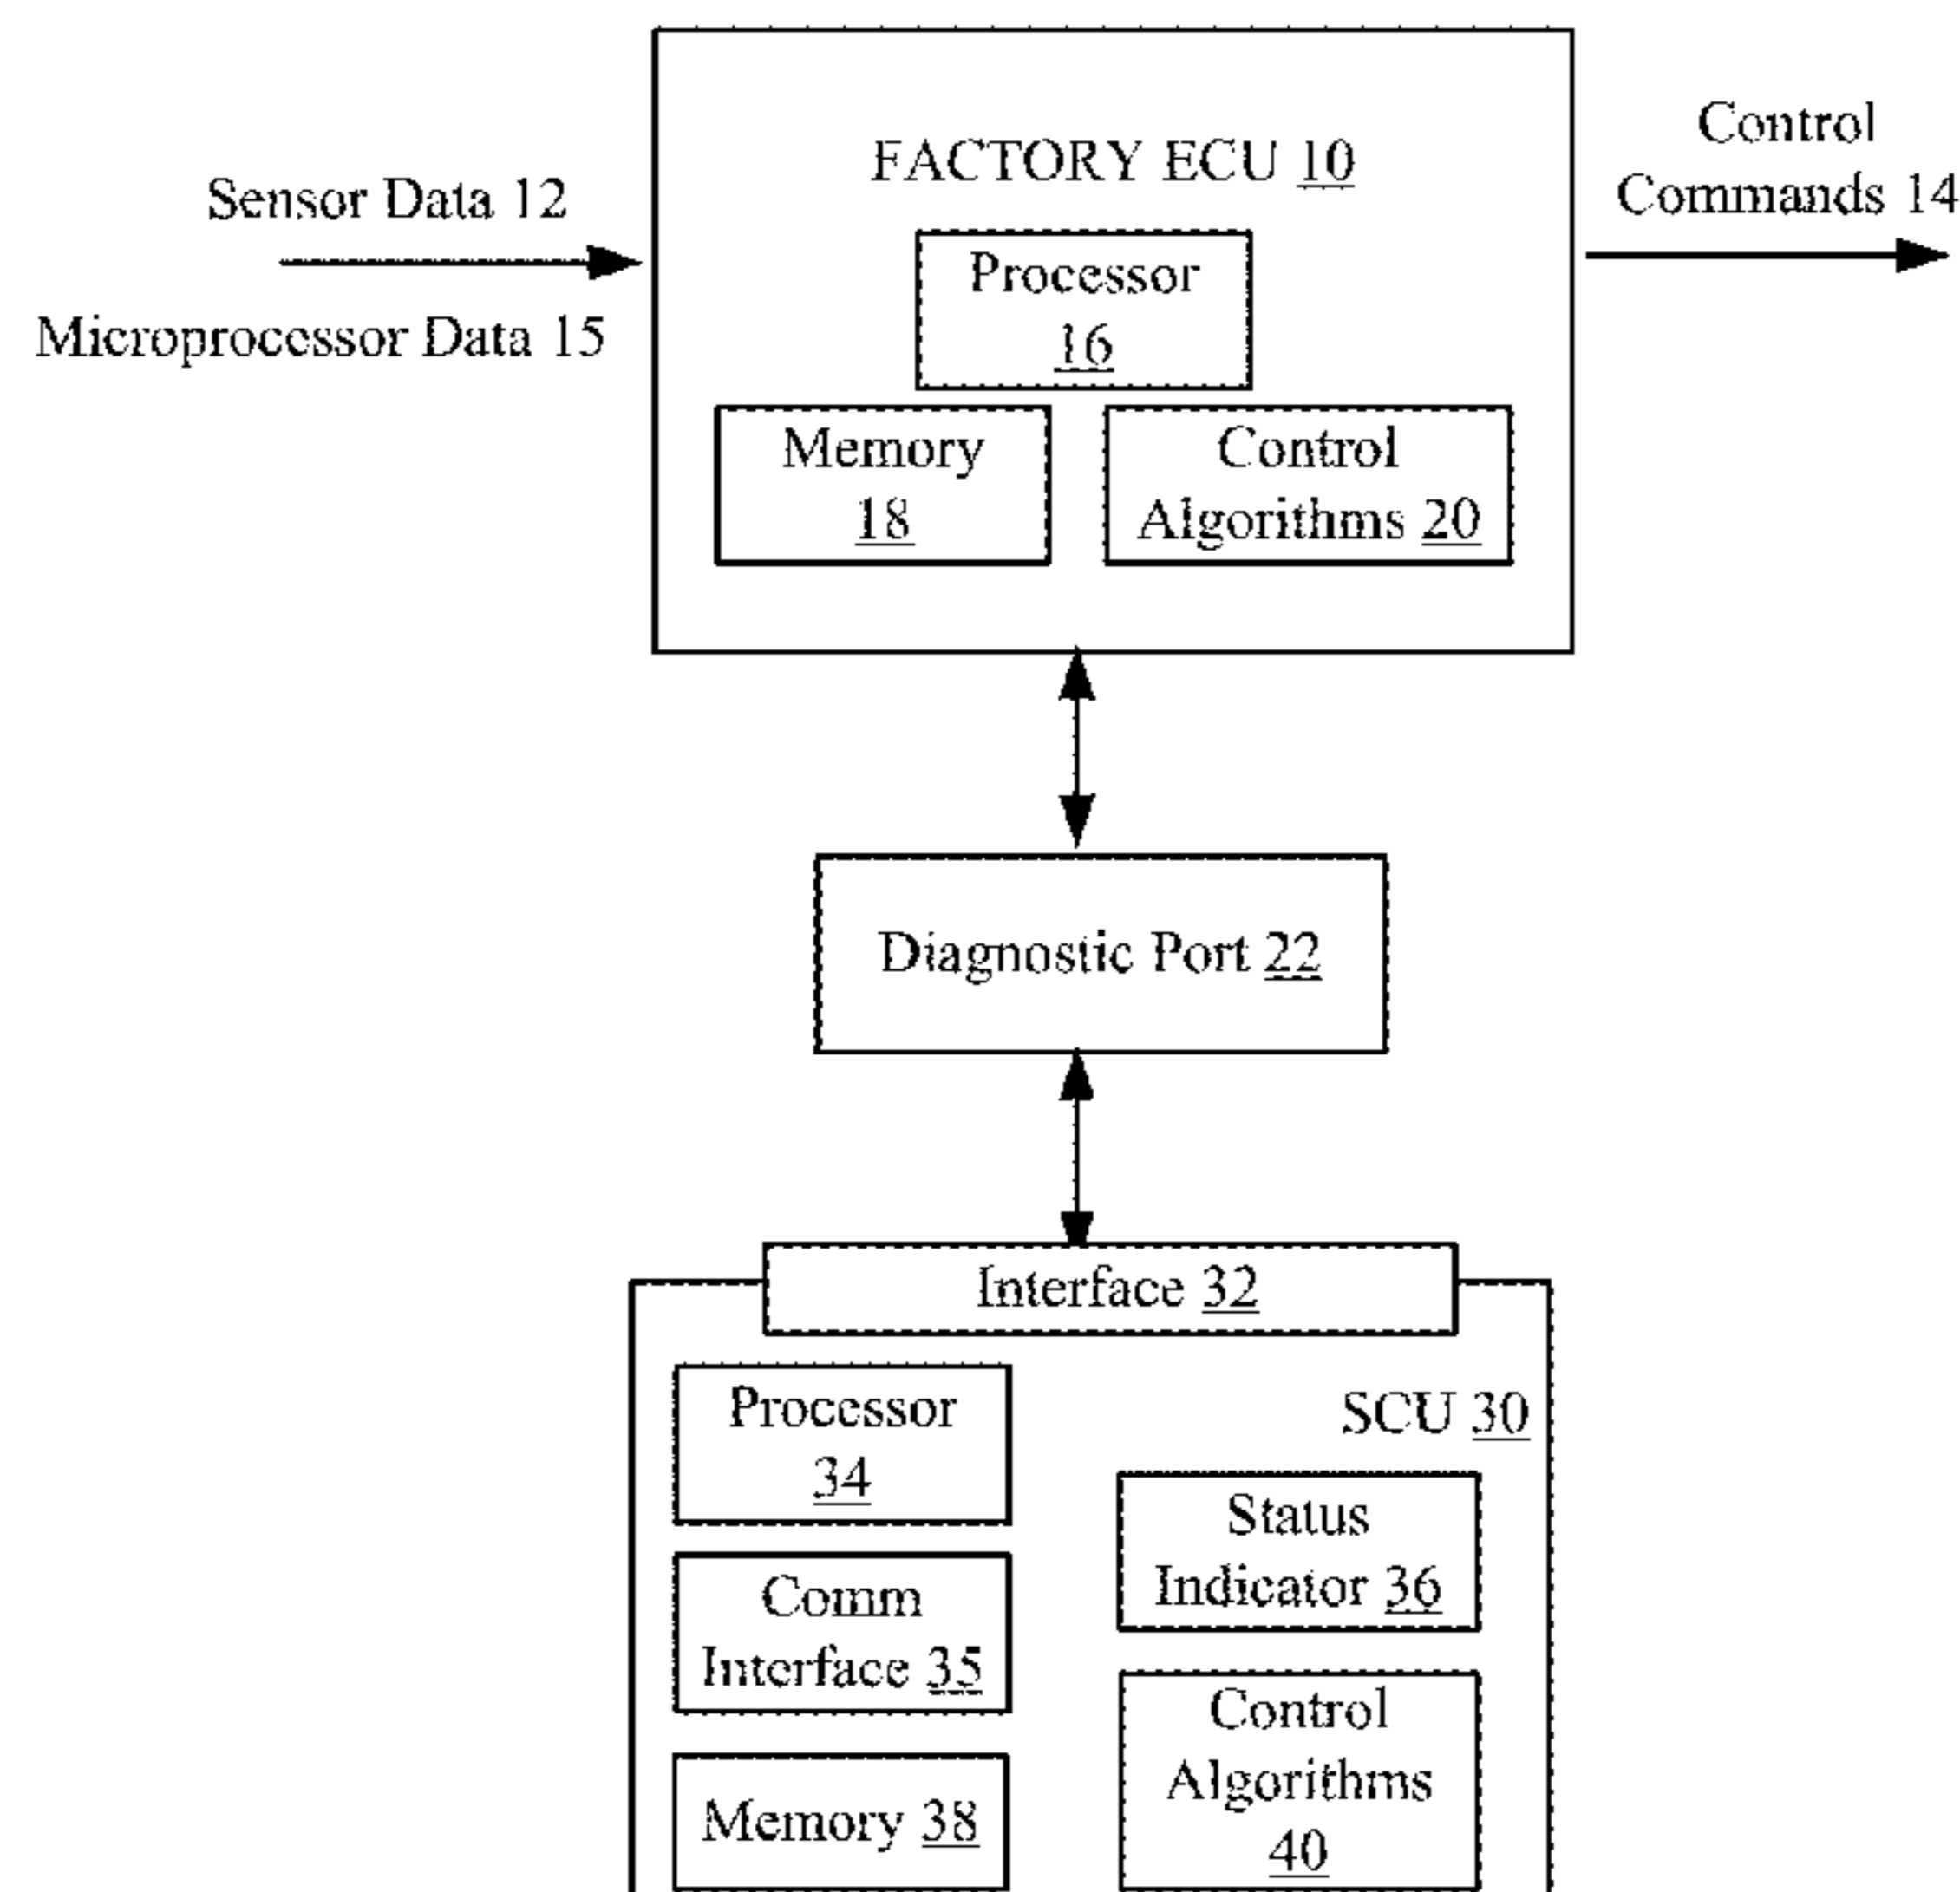 FACTORY ECU 10
Sensor Data 12
Microprocessor Data 15
Control
Commands 14
Processor
16
Memory
18
Control
Algorithms 20
Diagnostic Port 22
Interface 32
SCU 30
Processor
34
Comm
Interface 35
Memory 38
Status
Indicator 36
Control
Algorithms
40